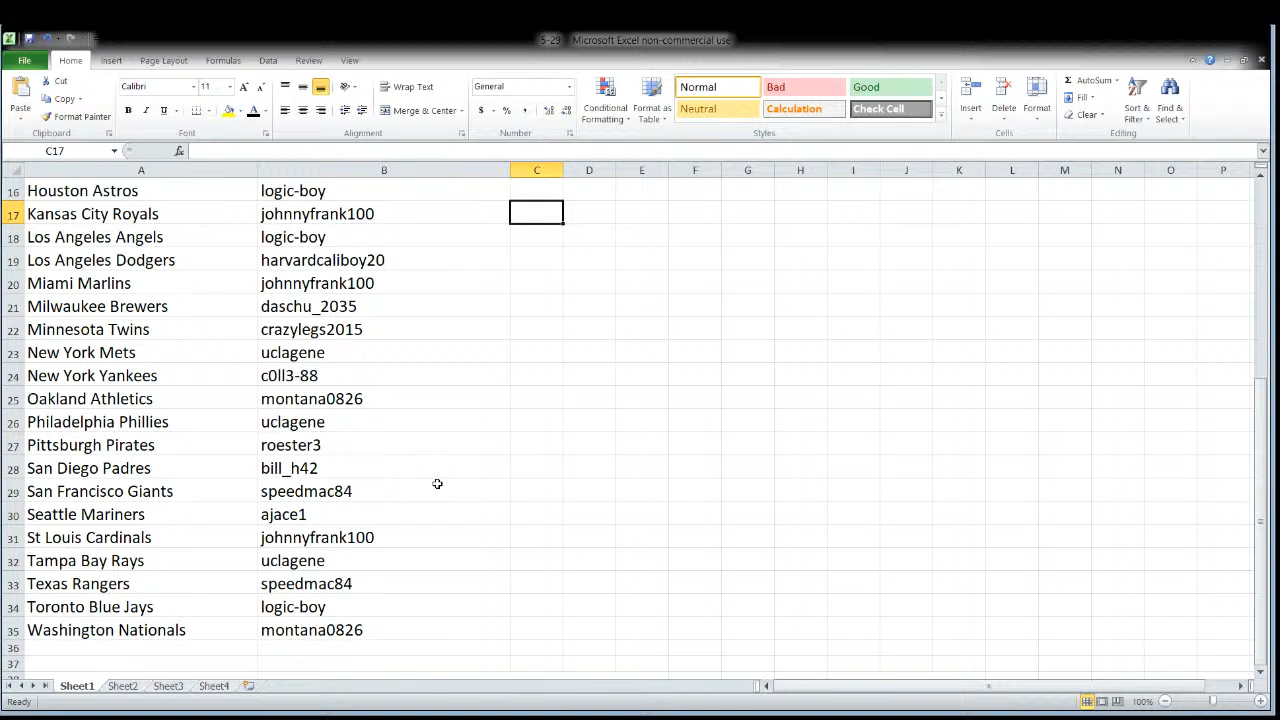 5-29 Microsoft Excel non-commercial use
File Home Insert Page Layout Formulas Data Review View
Paste Cut Copy Format Painter Clipboard
Calibri 11 B I U A Font
Wrap Text Merge & Center Alignment
General $ % , Number
Conditional Formatting Format as Table Normal Bad Good
Neutral Calculation Check Cell Styles
Insert Delete Format Cells
AutoSum Fill Clear Sort & Filter Find & Select Editing
C17 fx
A B C D E F G H I J K L M N O P
16 Houston Astros logic-boy
17 Kansas City Royals johnnyfrank100
18 Los Angeles Angels logic-boy
19 Los Angeles Dodgers harvardcaliboy20
20 Miami Marlins johnnyfrank100
21 Milwaukee Brewers daschu_2035
22 Minnesota Twins crazylegs2015
23 New York Mets uclagene
24 New York Yankees c0ll3-88
25 Oakland Athletics montana0826
26 Philadelphia Phillies uclagene
27 Pittsburgh Pirates roester3
28 San Diego Padres bill_h42
29 San Francisco Giants speedmac84
30 Seattle Mariners ajace1
31 St Louis Cardinals johnnyfrank100
32 Tampa Bay Rays uclagene
33 Texas Rangers speedmac84
34 Toronto Blue Jays logic-boy
35 Washington Nationals montana0826
36
37
Sheet1 Sheet2 Sheet3 Sheet4
Ready 100%